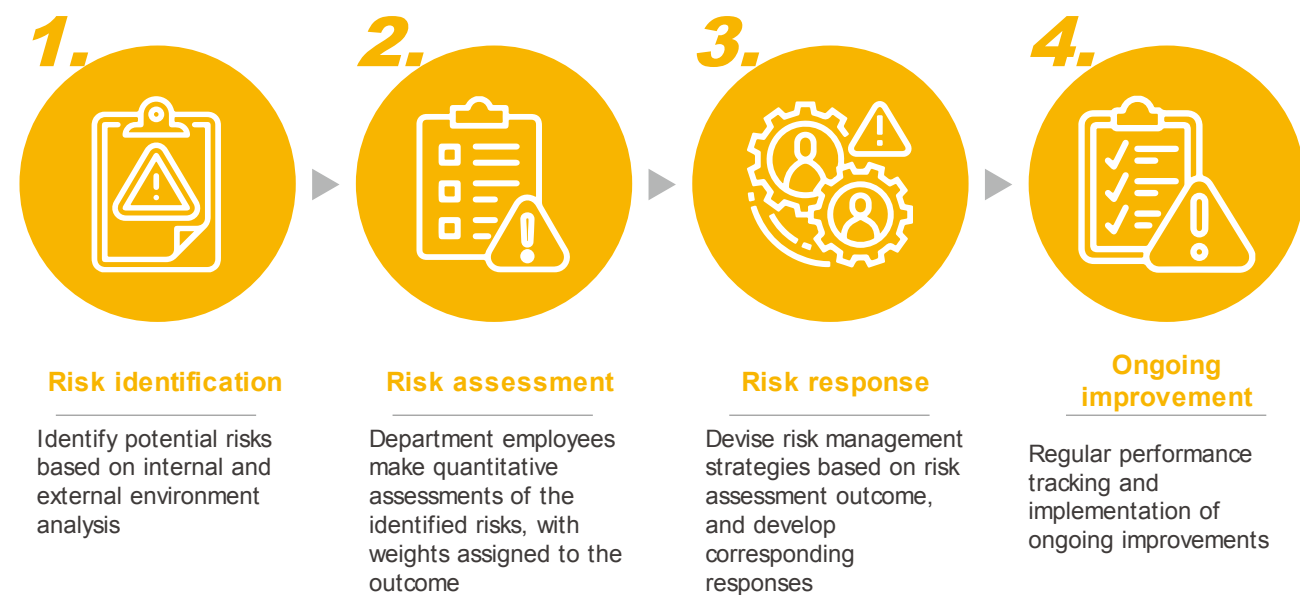 1.
Risk identification
Identify potential risks
based on internal and
external environment
analysis
2.
Risk assessment
Department employees
make quantitative
assessments of the
identified risks, with
weights assigned to the
outcome
3.
Risk response
Devise risk management
strategies based on risk
assessment outcome,
and develop
corresponding
responses
4.
Ongoing
improvement
Regular performance
tracking and
implementation of
ongoing improvements